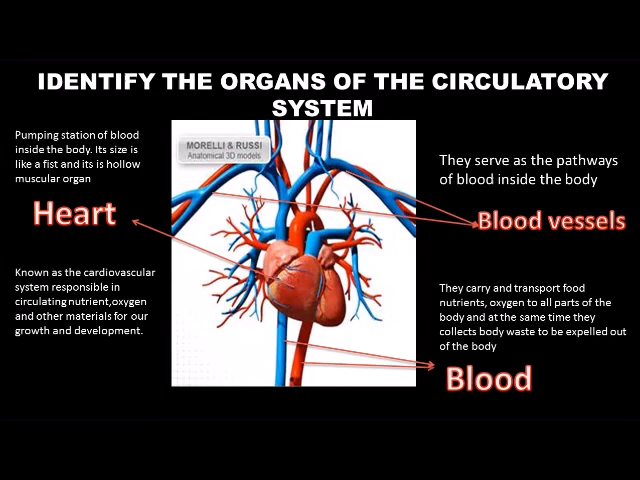 IDENTIFY THE ORGANS OF THE CIRCULATORY
SYSTEM
Pumping station of blood
inside the body. Its size is
like a fist and its is hollow
muscular organ
Heart
Known as the cardiovascular
system responsible in
circulating nutrient,oxygen
and other materials for our
growth and development.
MORELLI & RUSSI
Anatomical 3D models
They serve as the pathways
of blood inside the body
Blood vessels
They carry and transport food
nutrients, oxygen to all parts of the
body and at the same time they
collects body waste to be expelled out
of the body
Blood